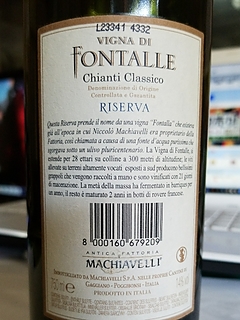 L23341 4332
VIGNA DI
FONTALLE
Chianti Classico
Denominazione di Origine
Controllata e Garantita
RISERVA
Questa Riserva prende il nome da una vigna "Fontalle" che esisteva
già all'epoca in cui Niccolò Machiavelli era proprietario della
Fattoria, così chiamata a causa di una fonte d'acqua purissima che
sgorgava sotto un ulivo pluricentenario. La Vigna di Fontalle, si
estende per 28 ettari su colline a 300 metri di altitudine, le viti
allevate su terreni altamente vocati esposti a sud producono bellissimi
grappoli che vengono raccolti a mano e sono vinificati con 21 giorni
di macerazione. La metà della massa ha fermentato in barriques per
un anno, il resto è maturato 2 anni in botti di rovere francese.
8 000160 679209
ANTICA FATTORIA
MACHIAVELLI
IMBOTTIGLIATO DA MACHIAVELLI S.P.A. NELLE PROPRIE CANTINE DI
GAGGIANO - POGGIBONSI - ITALIA
PRODOTTO IN ITALIA